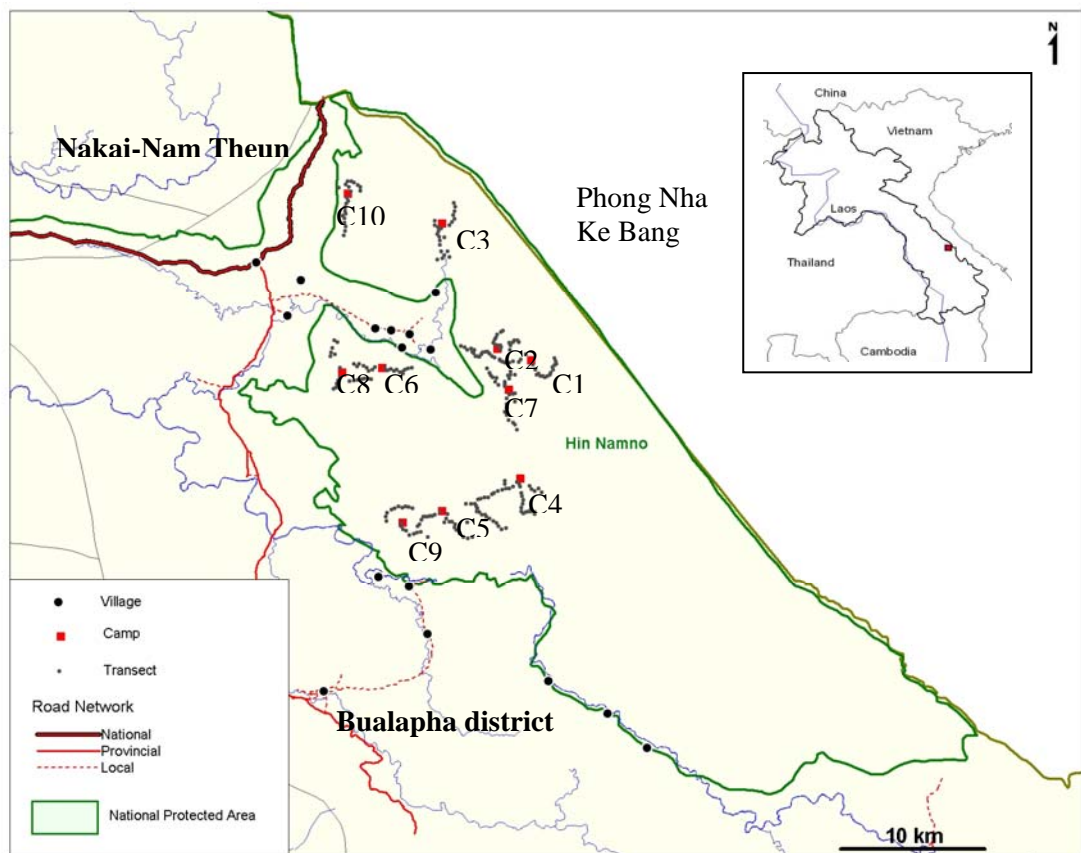 N
China
Vietnam
Laos
Thailand
Cambodia
Nakai-Nam Theun
Phong Nha
Ke Bang
C10
C3
C2
C1
C8
C6
C7
Hin Namno
C4
C5
C9
Village
Camp
Transect
Road Network
National
Provincial
Local
National Protected Area
Bualapha district
10 km